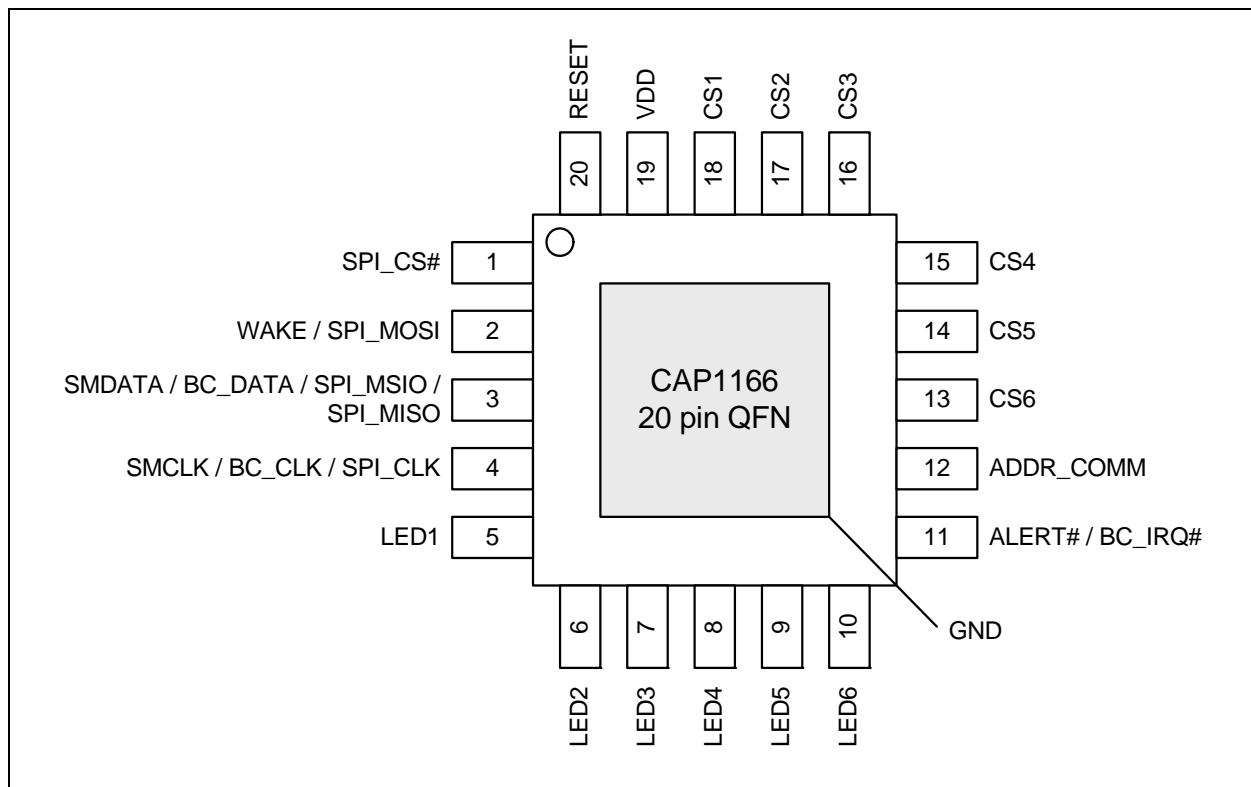 RESET
VDD
CS1
CS2
CS3
20
19
18
17
16
SPI_CS#
1
15
CS4
WAKE / SPI_MOSI
2
14
CS5
SMDATA / BC_DATA / SPI_MSIO /
SPI_MISO
3
CAP1166
20 pin QFN
13
CS6
SMCLK / BC_CLK / SPI_CLK
4
12
ADDR_COMM
LED1
5
11
ALERT# / BC_IRQ#
6
7
8
9
10
GND
LED2
LED3
LED4
LED5
LED6